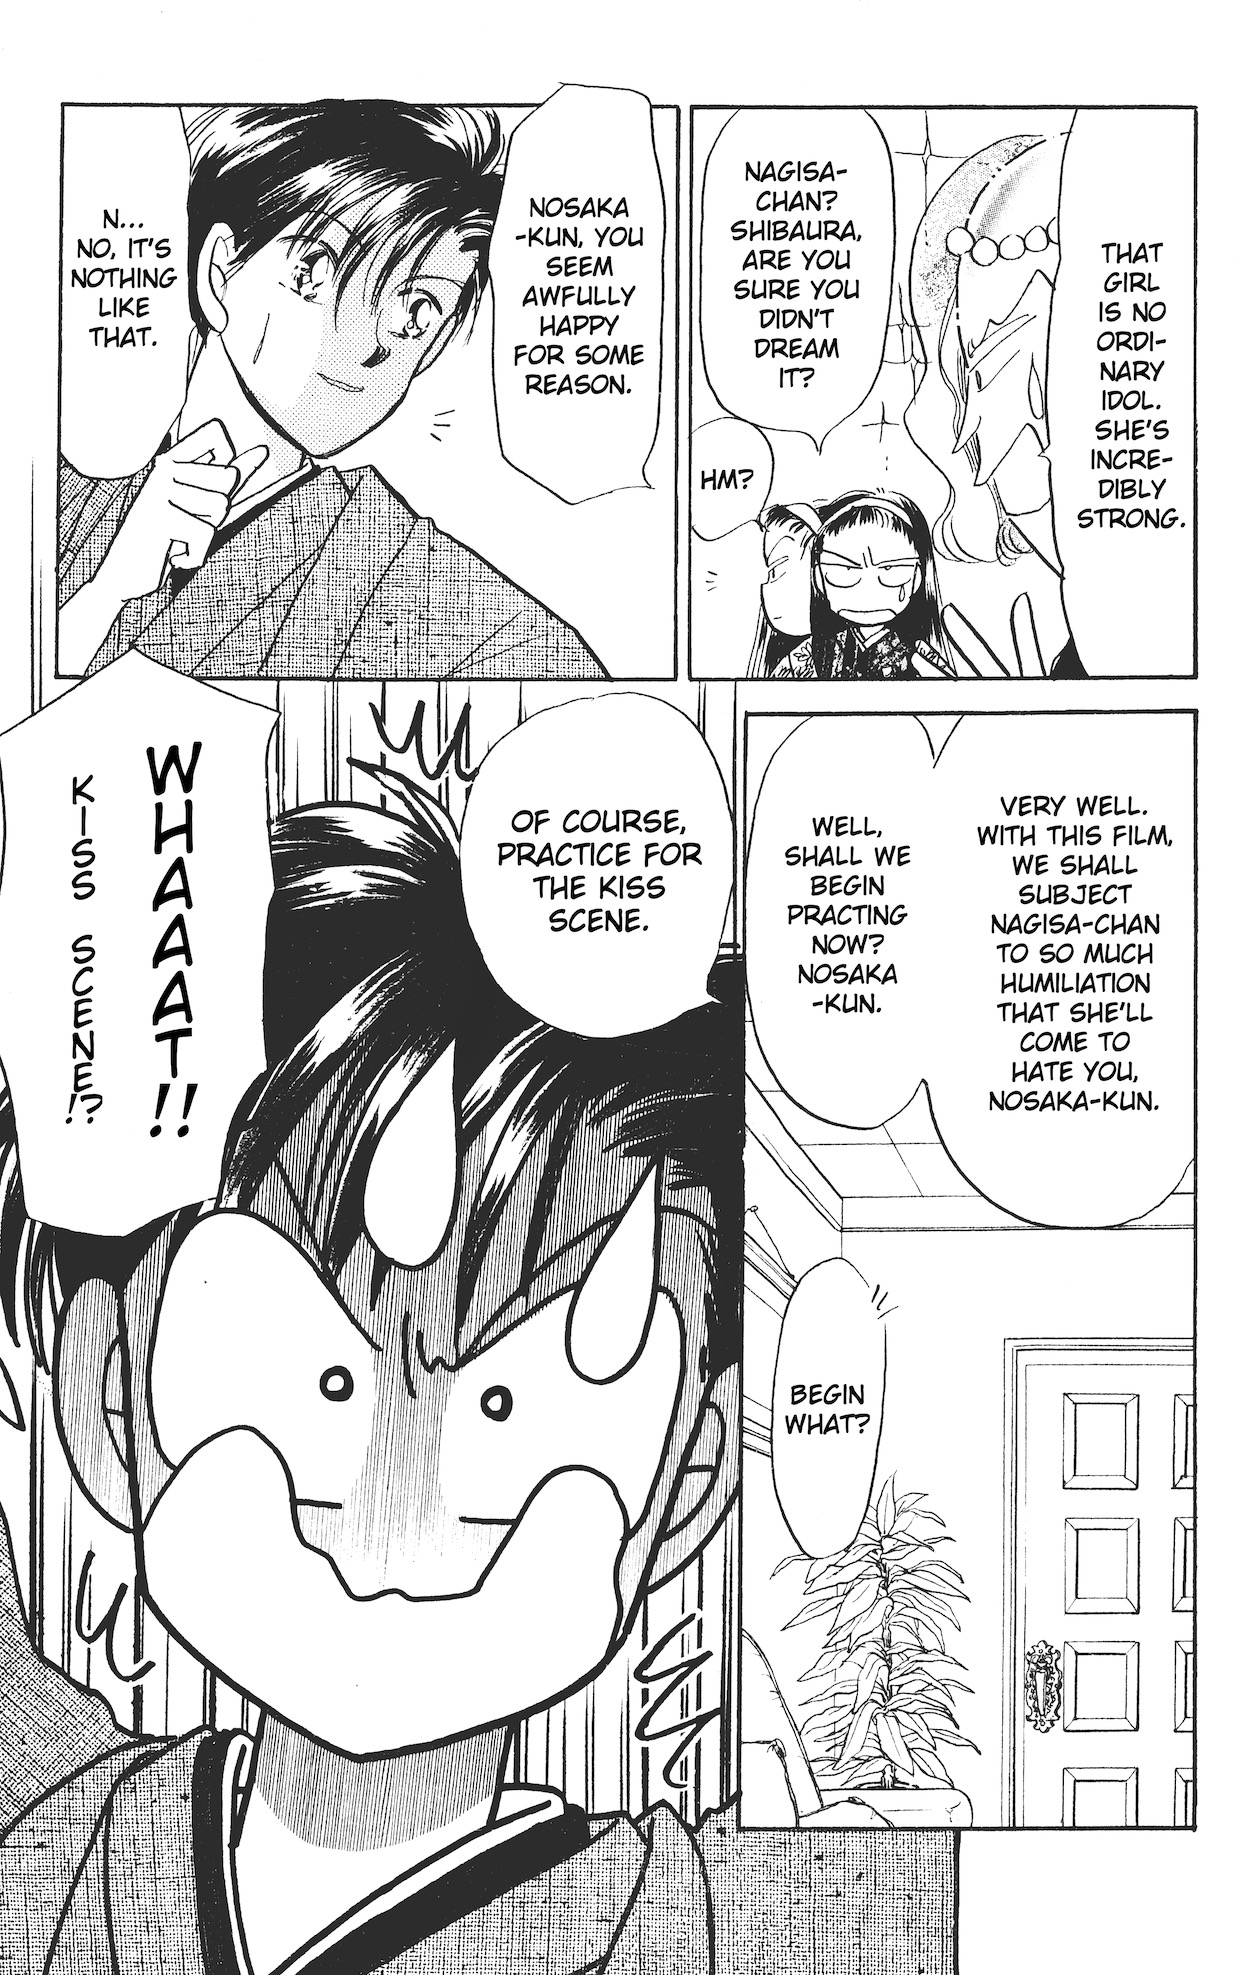 THAT
GIRL
IS NO
ORDI-
NARY
IDOL.
SHE'S
INCRE-
DIBLY
STRONG.
NAGISA-
CHAN?
SHIBAURA,
ARE YOU
SURE YOU
DIDN'T
DREAM
IT?
HM?
NOSAKA
-KUN, YOU
SEEM
AWFULLY
HAPPY
FOR SOME
REASON.
N...
NO, IT'S
NOTHING
LIKE
THAT.
VERY WELL.
WITH THIS FILM,
WE SHALL
SUBJECT
NAGISA-CHAN
TO SO MUCH
HUMILIATION
THAT SHE'LL
COME TO
HATE YOU,
NOSAKA-KUN.
WELL,
SHALL WE
BEGIN
PRACTING
NOW?
NOSAKA
-KUN.
BEGIN
WHAT?
OF COURSE,
PRACTICE FOR
THE KISS
SCENE.
WHAAAT!!
KISS SCENE!?